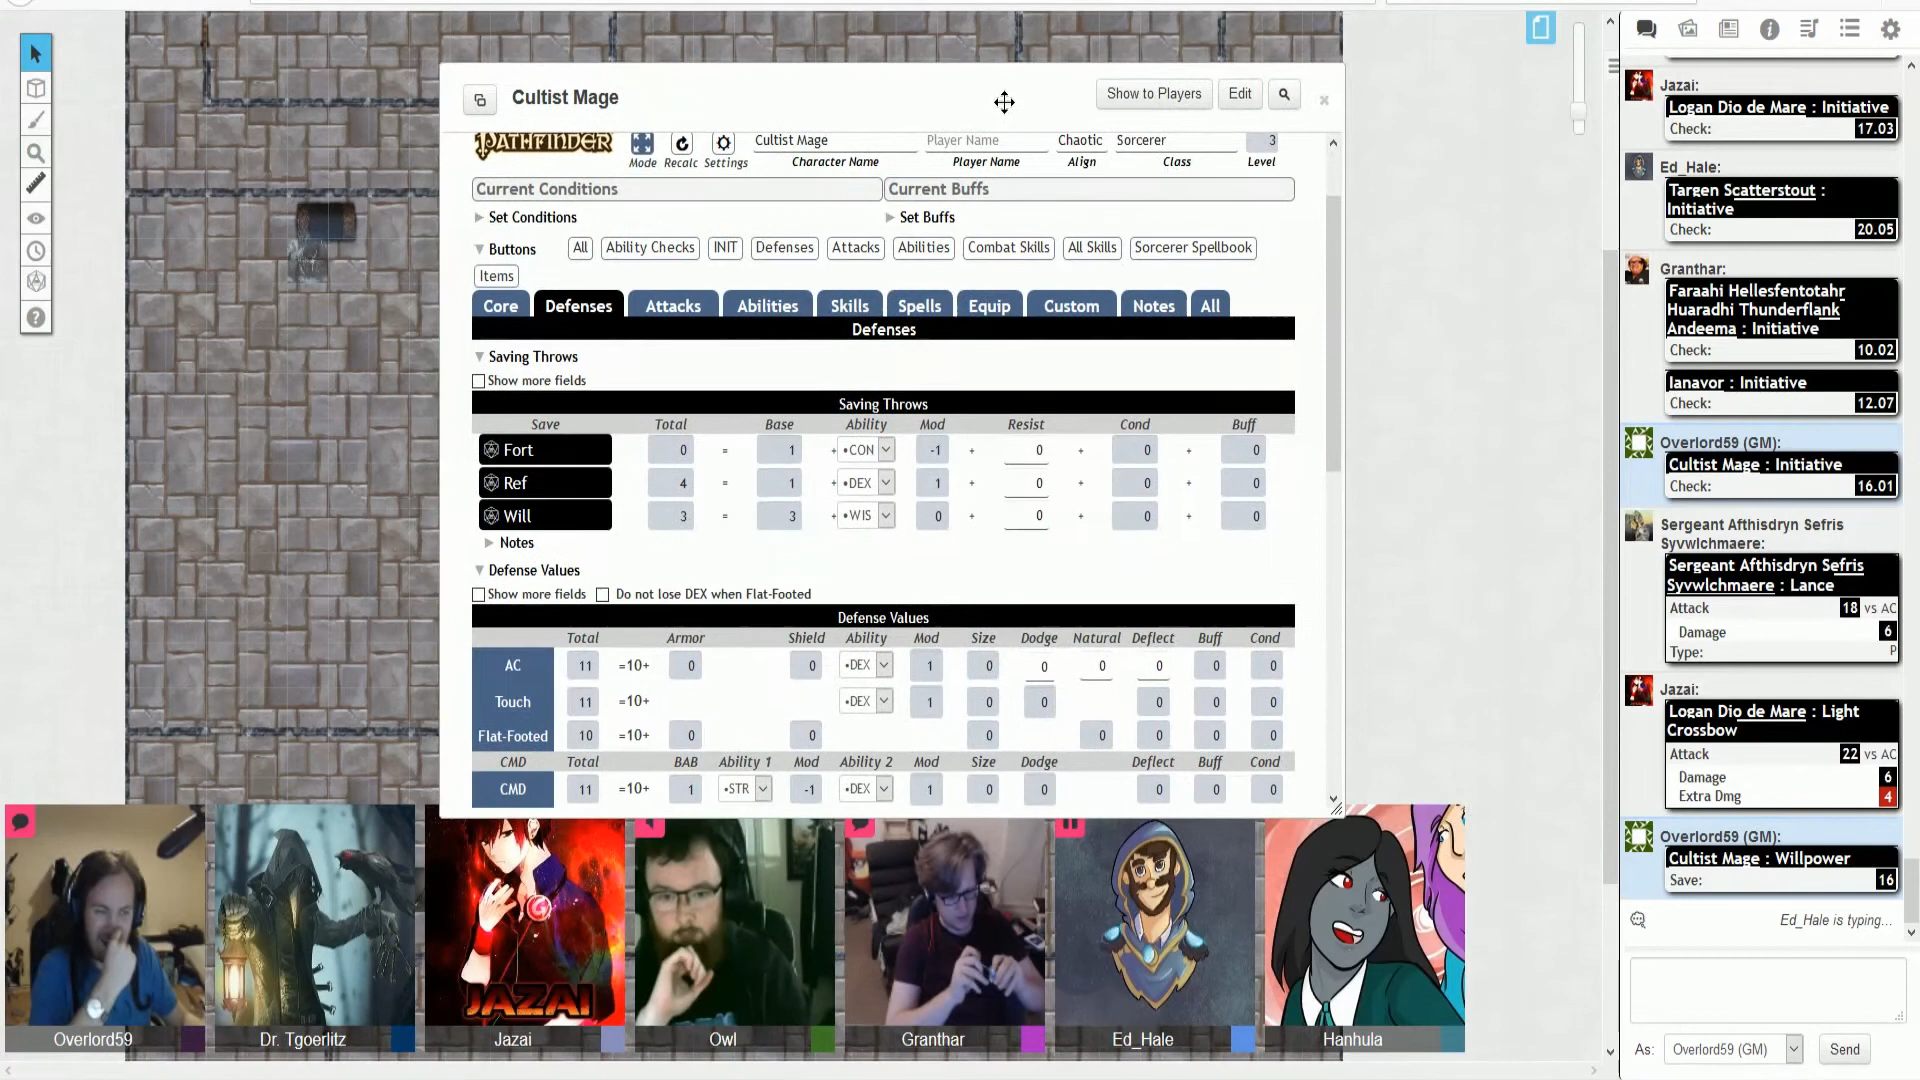 Cultist Mage
Show to Players
Edit
PATHFINDER
Mode
Recalc
Settings
Cultist Mage
Character Name
Player Name
Player Name
Chaotic
Align
Sorcerer
Class
3
Level
Current Conditions
Current Buffs
Set Conditions
Set Buffs
Buttons
All
Ability Checks
INIT
Defenses
Attacks
Abilities
Combat Skills
All Skills
Sorcerer Spellbook
Items
Core
Defenses
Attacks
Abilities
Skills
Spells
Equip
Custom
Notes
All
Defenses
Saving Throws
Show more fields
Saving Throws
Save Total Base Ability Mod Resist Cond Buff
Fort 0 = 1 + •CON -1 + 0 + 0 + 0
Ref 4 = 1 + •DEX 1 + 0 + 0 + 0
Will 3 = 3 + •WIS 0 + 0 + 0 + 0
Notes
Defense Values
Show more fields Do not lose DEX when Flat-Footed
Defense Values
Total Armor Shield Ability Mod Size Dodge Natural Deflect Buff Cond
AC 11 =10+ 0 0 •DEX 1 0 0 0 0 0 0
Touch 11 =10+ •DEX 1 0 0 0 0 0
Flat-Footed 10 =10+ 0 0 0 0 0 0 0
CMD Total BAB Ability 1 Mod Ability 2 Mod Size Dodge Deflect Buff Cond
CMD 11 =10+ 1 •STR -1 •DEX 1 0 0 0 0 0
JAZAI
Overlord59
Dr. Tgoerlitz
Jazai
Owl
Granthar
Ed_Hale
Hanhula
Jazai:
Logan Dio de Mare : Initiative
Check: 17.03
Ed_Hale:
Targen Scatterstout :
Initiative
Check: 20.05
Granthar:
Faraahi Hellesfentotahr
Huaradhi Thunderflank
Andeema : Initiative
Check: 10.02
Ianavor : Initiative
Check: 12.07
Overlord59 (GM):
Cultist Mage : Initiative
Check: 16.01
Sergeant Afthisdryn Sefris
Syvwlchmaere:
Sergeant Afthisdryn Sefris
Syvwlchmaere : Lance
Attack 18 vs AC
Damage 6
Type: P
Jazai:
Logan Dio de Mare : Light
Crossbow
Attack 22 vs AC
Damage 6
Extra Dmg 4
Overlord59 (GM):
Cultist Mage : Willpower
Save: 16
Ed_Hale is typing...
As: Overlord59 (GM)
Send